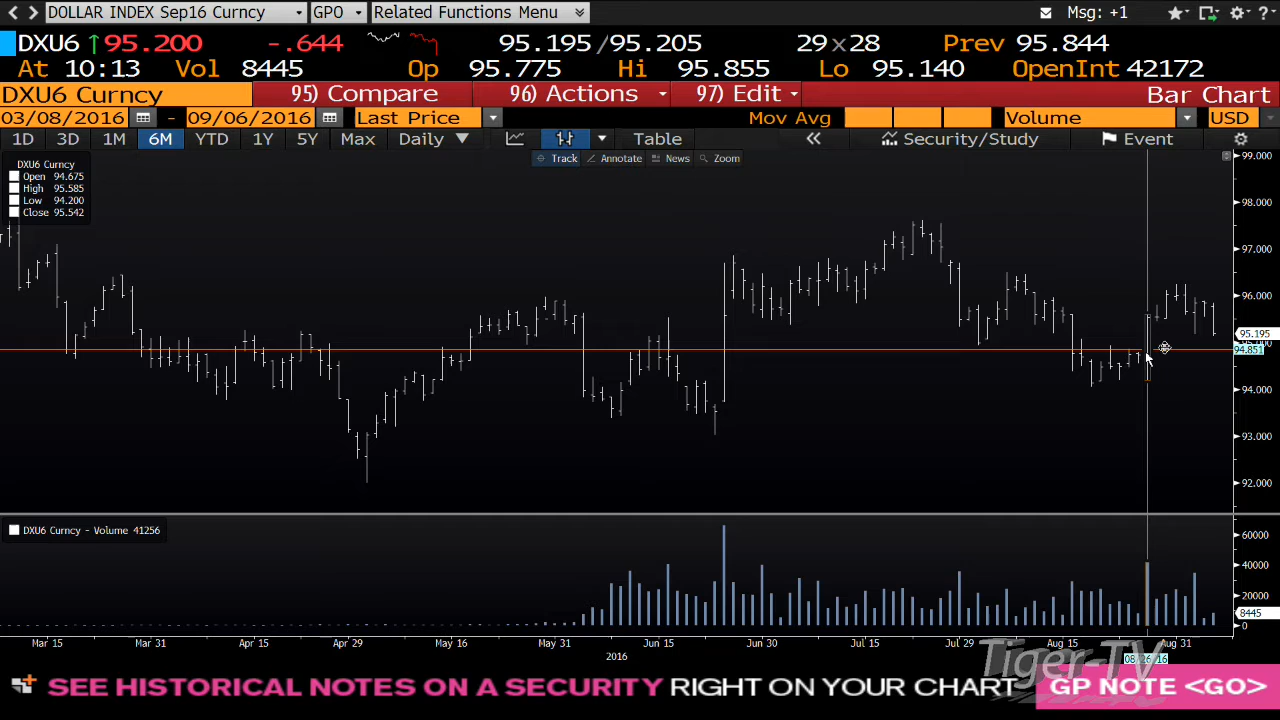 DOLLAR INDEX Sep16 Curncy GPO Related Functions Menu Msg: +1
DXU6 ↑95.200 -.644 95.195/95.205 29x28 Prev 95.844
At 10:13 Vol 8445 Op 95.775 Hi 95.855 Lo 95.140 OpenInt 42172
DXU6 Curncy 95) Compare 96) Actions 97) Edit Bar Chart
03/08/2016 - 09/06/2016 Last Price Mov Avg Volume USD
1D 3D 1M 6M YTD 1Y 5Y Max Daily Table Security/Study Event
Track Annotate News Zoom
DXU6 Curncy
Open 94.675
High 95.585
Low 94.200
Close 95.542
99.000
98.000
97.000
96.000
95.195
94.851
94.000
93.000
92.000
DXU6 Curncy - Volume 41256
60000
40000
20000
8445
0
Mar 15 Mar 31 Apr 15 Apr 29 May 16 May 31 Jun 15 Jun 30 Jul 15 Jul 29 Aug 15 Aug 31
2016 08/26/16
Tiger-TV
SEE HISTORICAL NOTES ON A SECURITY RIGHT ON YOUR CHART GP NOTE <GO>